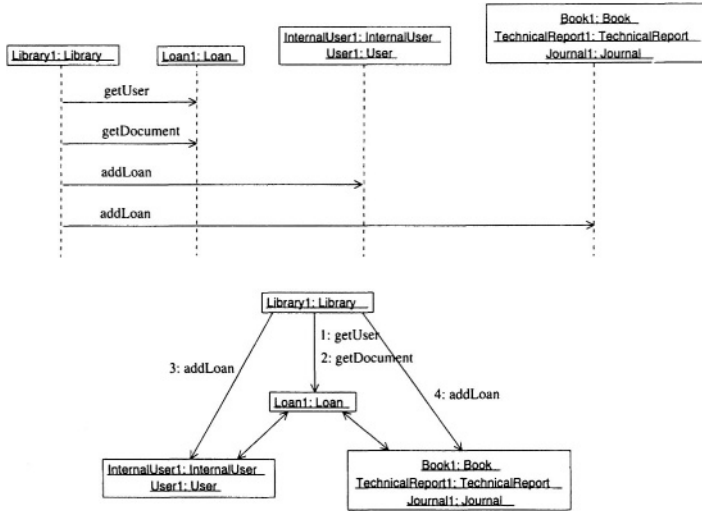 Book1: Book
InternalUser1: InternalUser
TechnicalReport1: TechnicalReport
Library1: Library
Loan1: Loan
User1: User
Journal1: Journal
getUser
getDocument
addLoan
addLoan
Library1: Library
1: getUser
2: getDocument
3: addLoan
4: addLoan
Loan1: Loan
InternalUser1: InternalUser
User1: User
Book1: Book
TechnicalReport1: TechnicalReport
Journal1: Journal